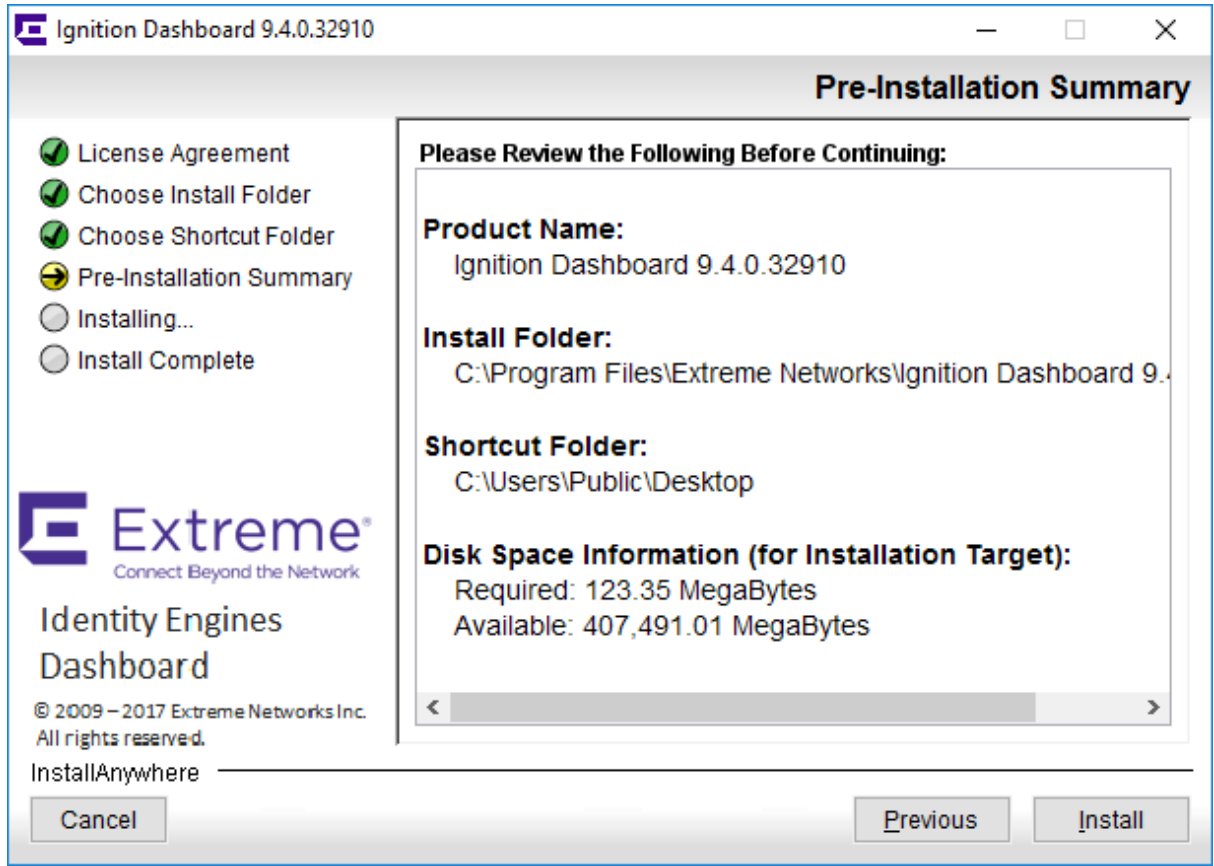 Ignition Dashboard 9.4.0.32910
Pre-Installation Summary
License Agreement
Choose Install Folder
Choose Shortcut Folder
Pre-Installation Summary
Installing...
Install Complete
Extreme®
Connect Beyond the Network
Identity Engines
Dashboard
© 2009 – 2017 Extreme Networks Inc.
All rights reserved.
Please Review the Following Before Continuing:
Product Name:
Ignition Dashboard 9.4.0.32910
Install Folder:
C:\Program Files\Extreme Networks\Ignition Dashboard 9.4
Shortcut Folder:
C:\Users\Public\Desktop
Disk Space Information (for Installation Target):
Required: 123.35 MegaBytes
Available: 407,491.01 MegaBytes
InstallAnywhere
Cancel
Previous
Install